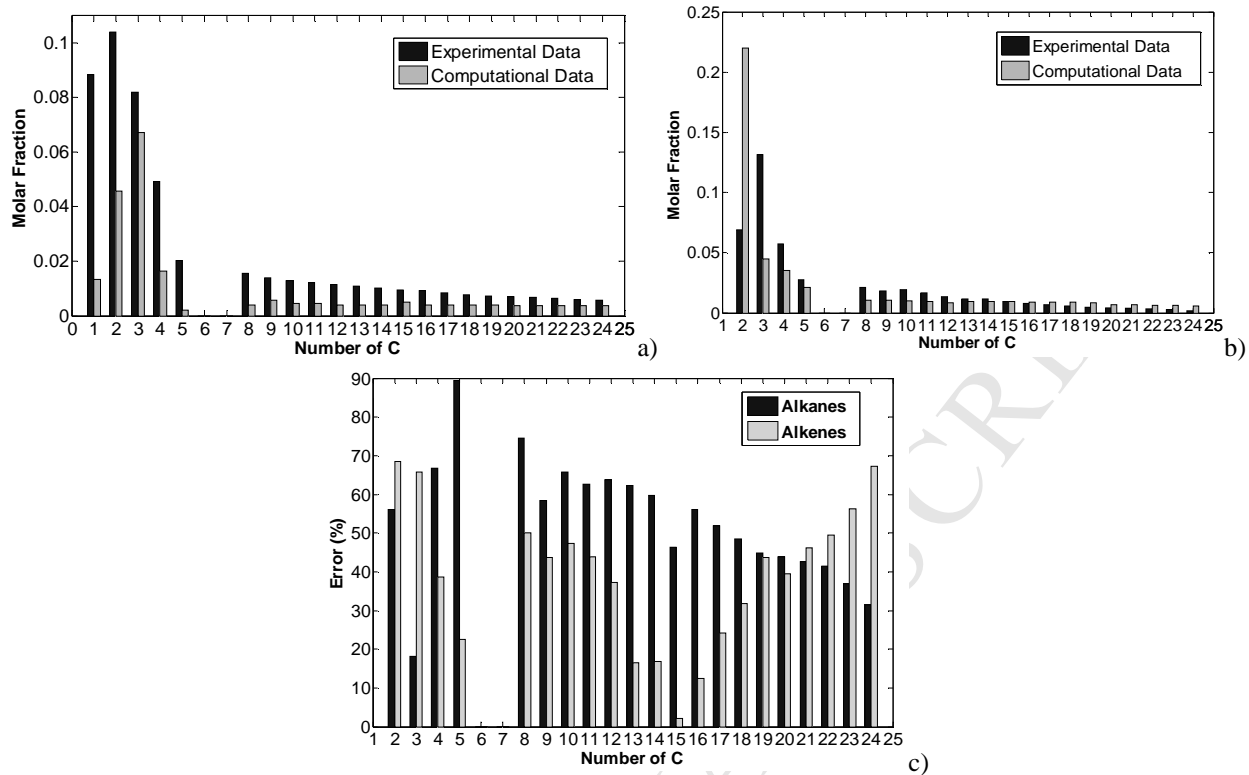 0.1
0.08
0.06
0.04
0.02
0
Molar Fraction
Experimental Data
Computational Data
0 1 2 3 4 5 6 7 8 9 10 11 12 13 14 15 16 17 18 19 20 21 22 23 24 25
Number of C
a)
0.25
0.2
0.15
0.1
0.05
0
Molar Fraction
Experimental Data
Computational Data
1 2 3 4 5 6 7 8 9 10 11 12 13 14 15 16 17 18 19 20 21 22 23 24 25
Number of C
b)
90
80
70
60
50
40
30
20
10
0
Error (%)
Alkanes
Alkenes
1 2 3 4 5 6 7 8 9 10 11 12 13 14 15 16 17 18 19 20 21 22 23 24 25
Number of C
c)